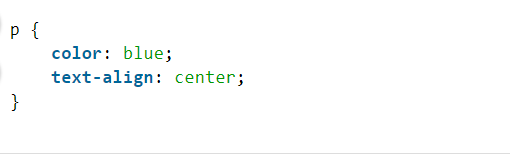 p {
    color: blue;
    text-align: center;
}